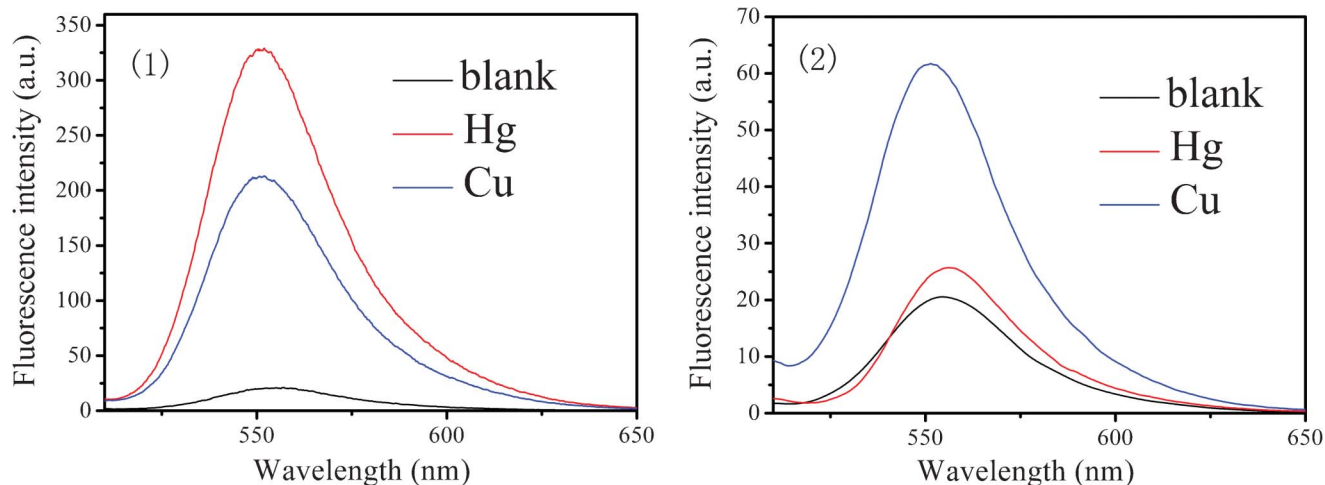 (1)
blank
Hg
Cu
350
300
250
200
150
100
50
0
550
600
650
Fluorescence intensity (a.u.)
Wavelength (nm)
(2)
blank
Hg
Cu
70
60
50
40
30
20
10
0
550
600
650
Fluorescence intensity (a.u.)
Wavelength (nm)